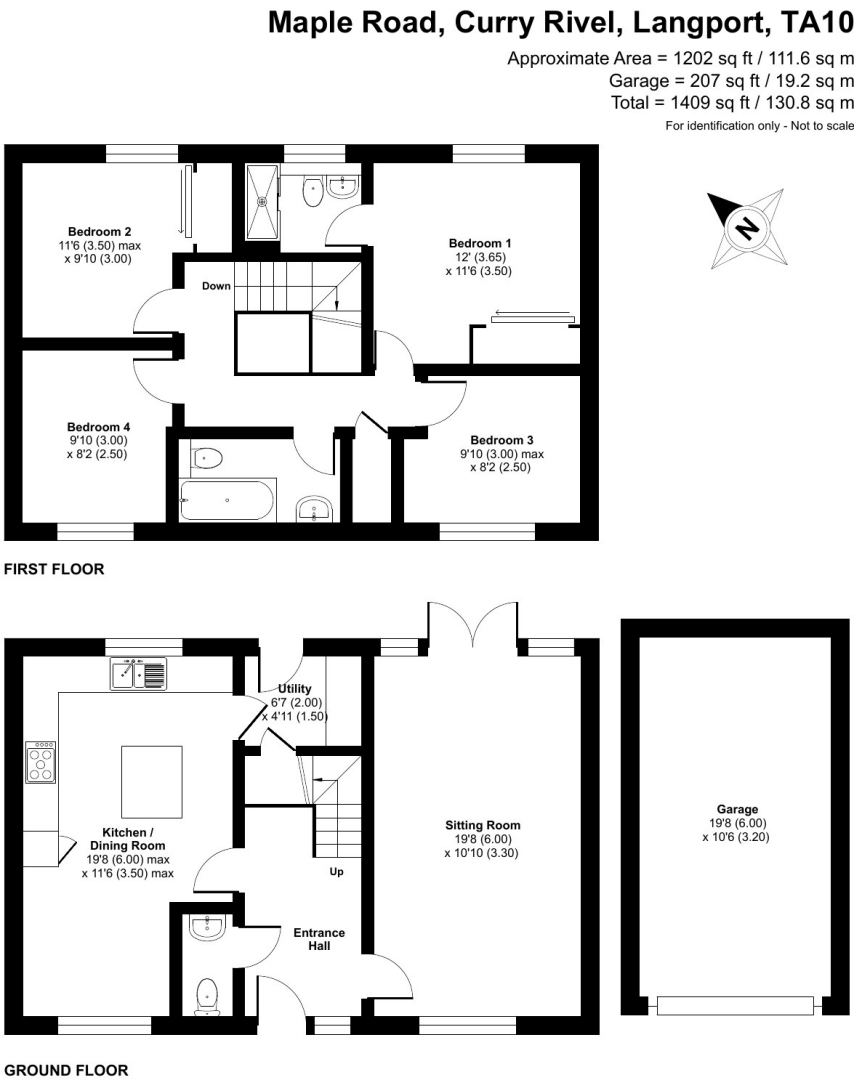 Maple Road, Curry Rivel, Langport, TA10
Approximate Area = 1202 sq ft / 111.6 sq m
Garage = 207 sq ft / 19.2 sq m
Total = 1409 sq ft / 130.8 sq m
For identification only - Not to scale
N
Bedroom 2
11'6 (3.50) max
x 9'10 (3.00)
Bedroom 1
12' (3.65)
x 11'6 (3.50)
Down
Bedroom 4
9'10 (3.00)
x 8'2 (2.50)
Bedroom 3
9'10 (3.00) max
x 8'2 (2.50)
FIRST FLOOR
Utility
6'7 (2.00)
x 4'11 (1.50)
Kitchen /
Dining Room
19'8 (6.00) max
x 11'6 (3.50) max
Sitting Room
19'8 (6.00)
x 10'10 (3.30)
Garage
19'8 (6.00)
x 10'6 (3.20)
Up
Entrance
Hall
GROUND FLOOR